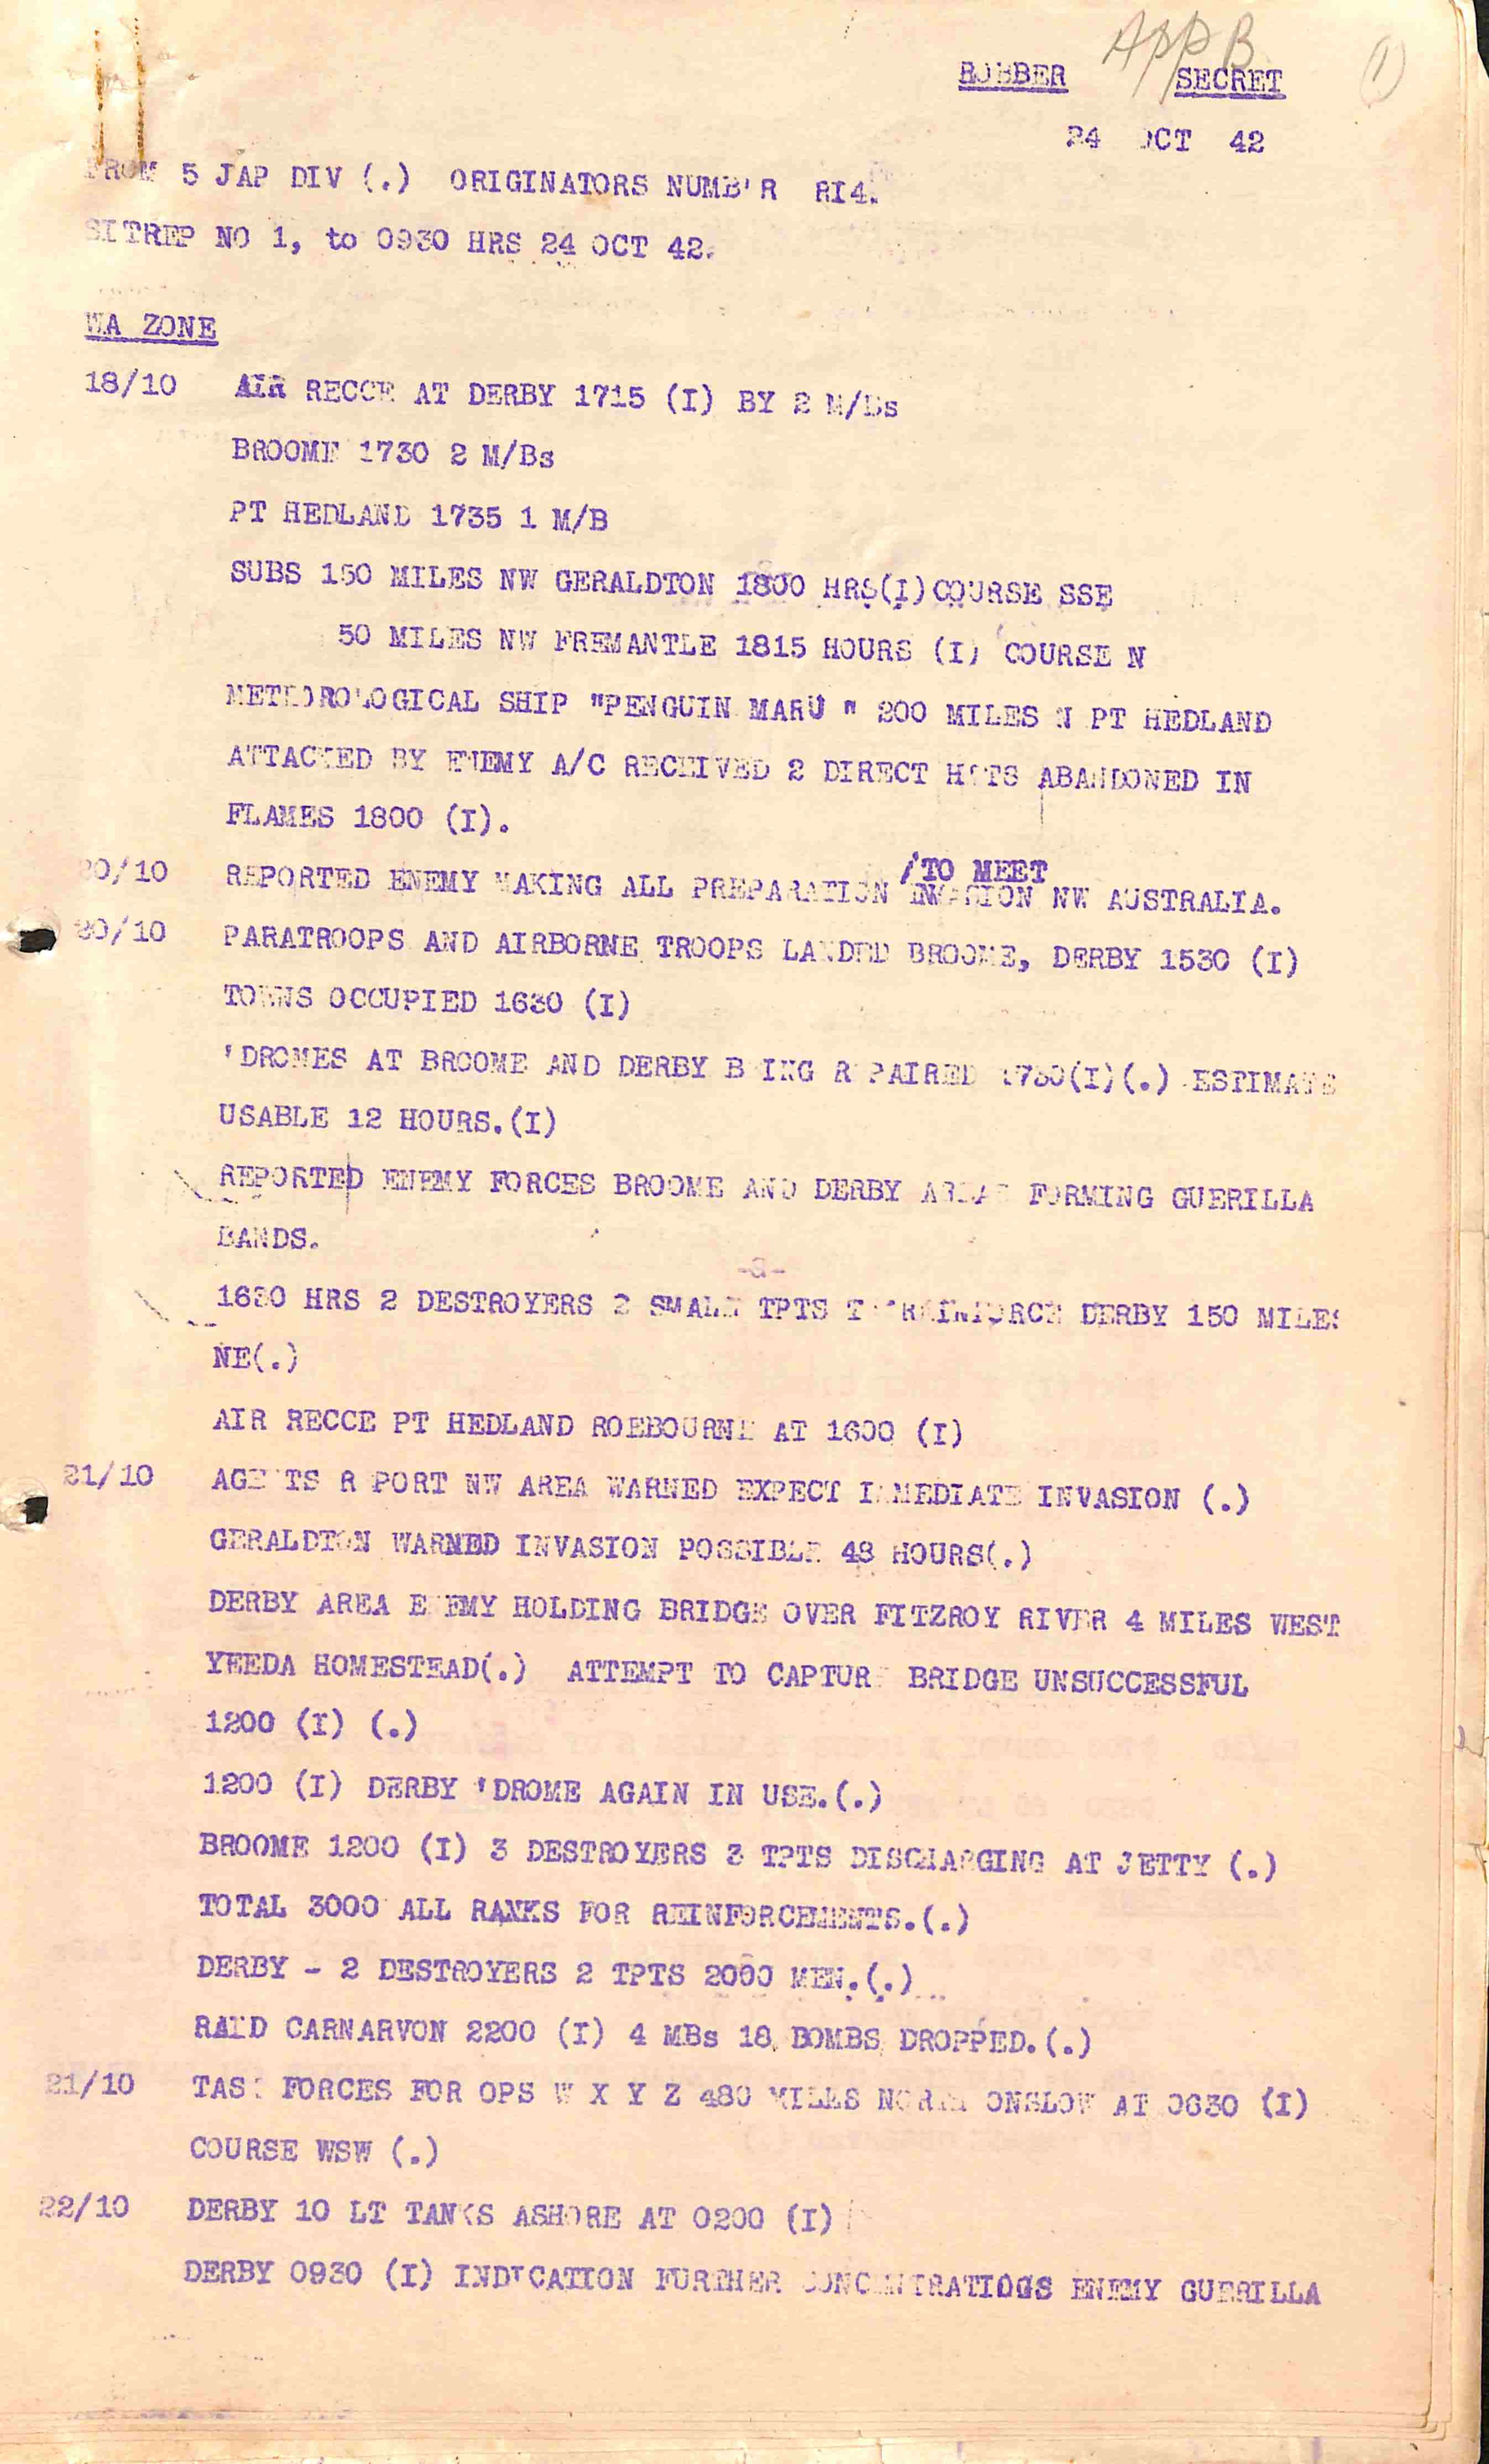 APP B
(1)
ROBBER SECRET
24 OCT 42
FROM 5 JAP DIV (.) ORIGINATORS NUMB'R RI4.
SITREP NO 1, to 0930 HRS 24 OCT 42.
WA ZONE
18/10 AIR RECCE AT DERBY 1715 (I) BY 2 M/Bs
BROOME 1730 2 M/Bs
PT HEDLAND 1735 1 M/B
SUBS 150 MILES NW GERALDTON 1800 HRS(I) COURSE SSE
50 MILES NW FREMANTLE 1815 HOURS (I) COURSE N
METEOROLOGICAL SHIP "PENGUIN MARU " 200 MILES N PT HEDLAND
ATTACKED BY ENEMY A/C RECEIVED 2 DIRECT HITS ABANDONED IN
FLAMES 1800 (I).
/TO MEET
20/10 REPORTED ENEMY MAKING ALL PREPARATION INVASION NW AUSTRALIA.
20/10 PARATROOPS AND AIRBORNE TROOPS LANDED BROOME, DERBY 1530 (I)
TOWNS OCCUPIED 1630 (I)
'DROMES AT BROOME AND DERBY BEING REPAIRED 1730(I)(.) ESTIMATE
USABLE 12 HOURS.(I)
REPORTED ENEMY FORCES BROOME AND DERBY AREAS FORMING GUERILLA
BANDS.
1630 HRS 2 DESTROYERS 2 SMALL TPTS TO REINFORCE DERBY 150 MILES
NE(.)
AIR RECCE PT HEDLAND ROEBOURNE AT 1600 (I)
21/10 AGENTS REPORT NW AREA WARNED EXPECT IMMEDIATE INVASION (.)
GERALDTON WARNED INVASION POSSIBLE 48 HOURS(.)
DERBY AREA ENEMY HOLDING BRIDGE OVER FITZROY RIVER 4 MILES WEST
YEEDA HOMESTEAD(.) ATTEMPT TO CAPTURE BRIDGE UNSUCCESSFUL
1200 (I) (.)
1200 (I) DERBY 'DROME AGAIN IN USE.(.)
BROOME 1200 (I) 3 DESTROYERS 3 TPTS DISCHARGING AT JETTY (.)
TOTAL 3000 ALL RANKS FOR REINFORCEMENTS.(.)
DERBY - 2 DESTROYERS 2 TPTS 2000 MEN.(.)
RAID CARNARVON 2200 (I) 4 MBs 18 BOMBS DROPPED.(.)
21/10 TASK FORCES FOR OPS W X Y Z 480 MILES NORTH ONSLOW AT 0630 (I)
COURSE WSW (.)
22/10 DERBY 10 LT TANKS ASHORE AT 0200 (I)
DERBY 0930 (I) INDICATION FURTHER CONCENTRATIOGS ENEMY GUERILLA